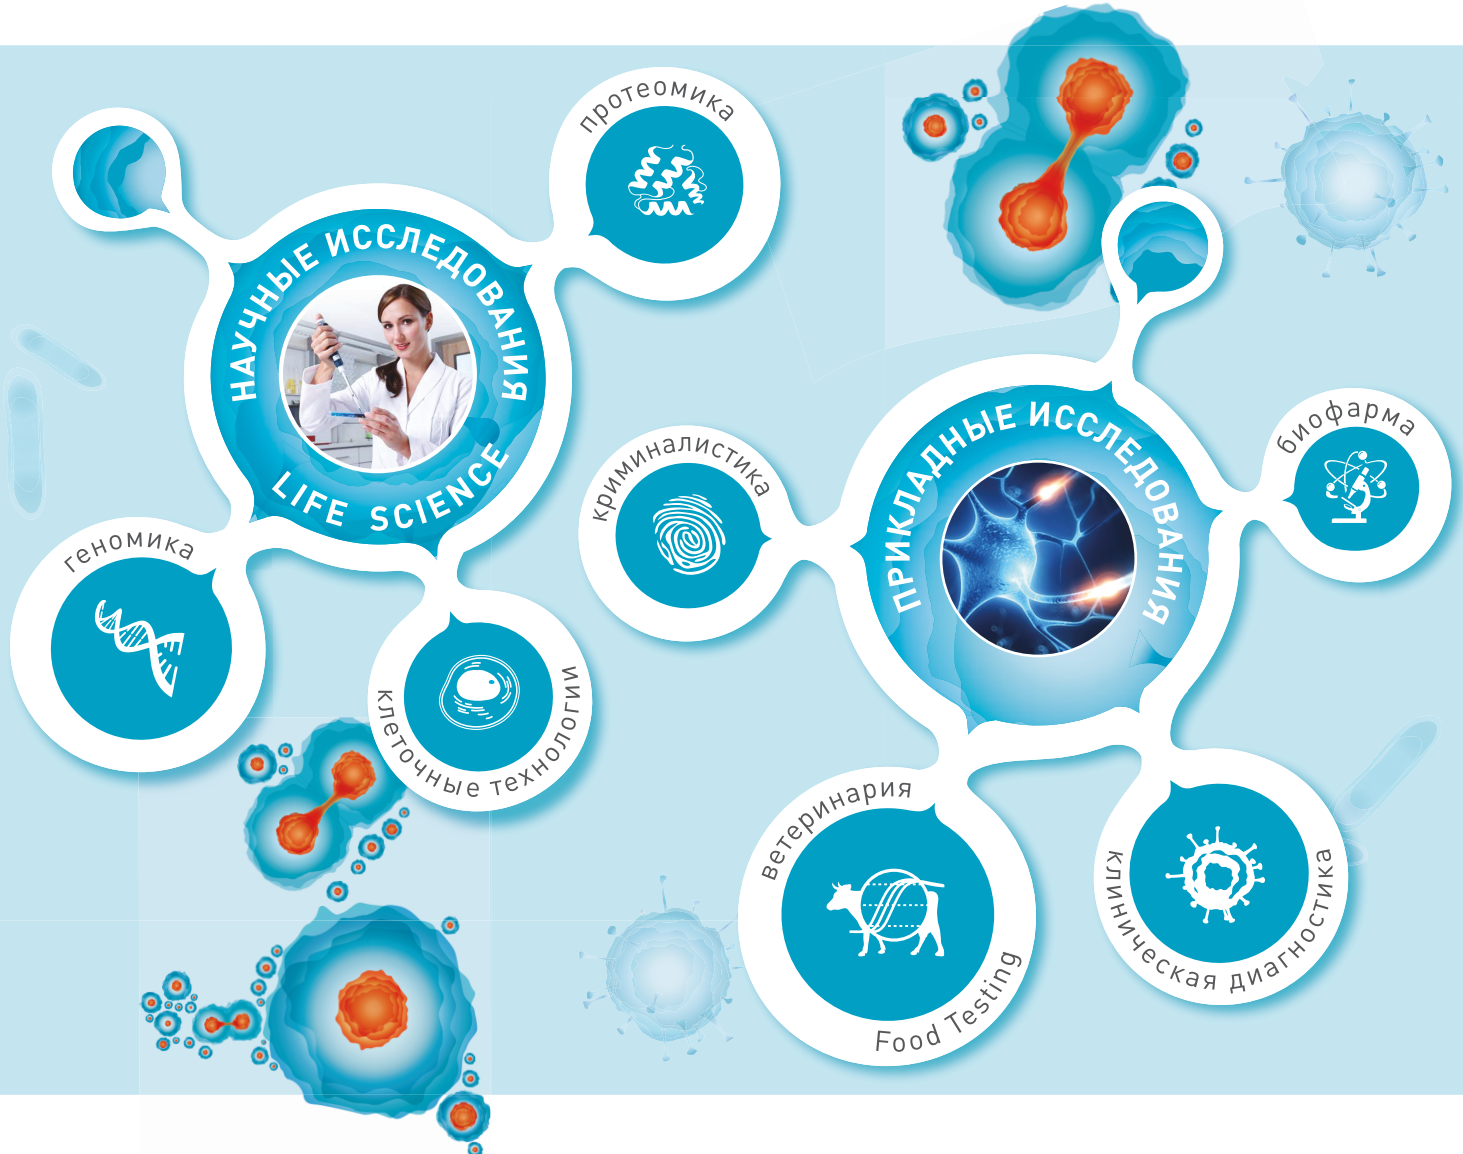 НАУЧНЫЕ ИССЛЕДОВАНИЯ
LIFE SCIENCE
протеомика
геномика
клеточные технологии
ПРИКЛАДНЫЕ ИССЛЕДОВАНИЯ
криминалистика
биофарма
ветеринария
Food Testing
клиническая диагностика